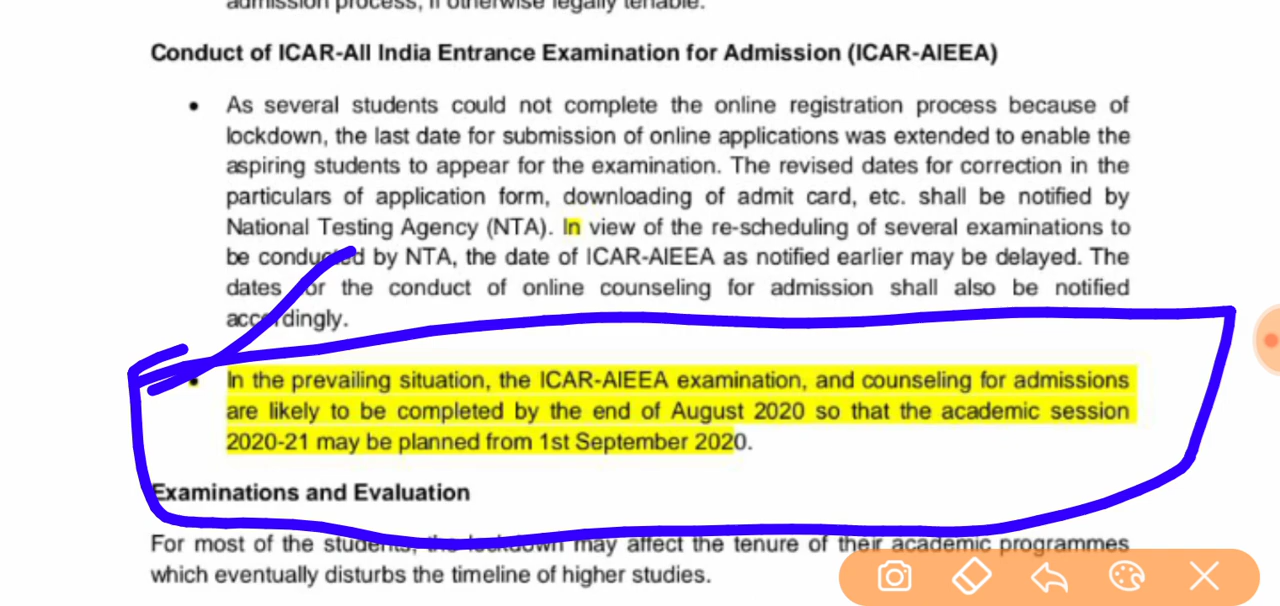 admission process, if otherwise legally tenable.
Conduct of ICAR-All India Entrance Examination for Admission (ICAR-AIEEA)
• As several students could not complete the online registration process because of
lockdown, the last date for submission of online applications was extended to enable the
aspiring students to appear for the examination. The revised dates for correction in the
particulars of application form, downloading of admit card, etc. shall be notified by
National Testing Agency (NTA). In view of the re-scheduling of several examinations to
be conducted by NTA, the date of ICAR-AIEEA as notified earlier may be delayed. The
dates for the conduct of online counseling for admission shall also be notified
accordingly.
• In the prevailing situation, the ICAR-AIEEA examination, and counseling for admissions
are likely to be completed by the end of August 2020 so that the academic session
2020-21 may be planned from 1st September 2020.
Examinations and Evaluation
For most of the students, the lockdown may affect the tenure of their academic programmes
which eventually disturbs the timeline of higher studies.